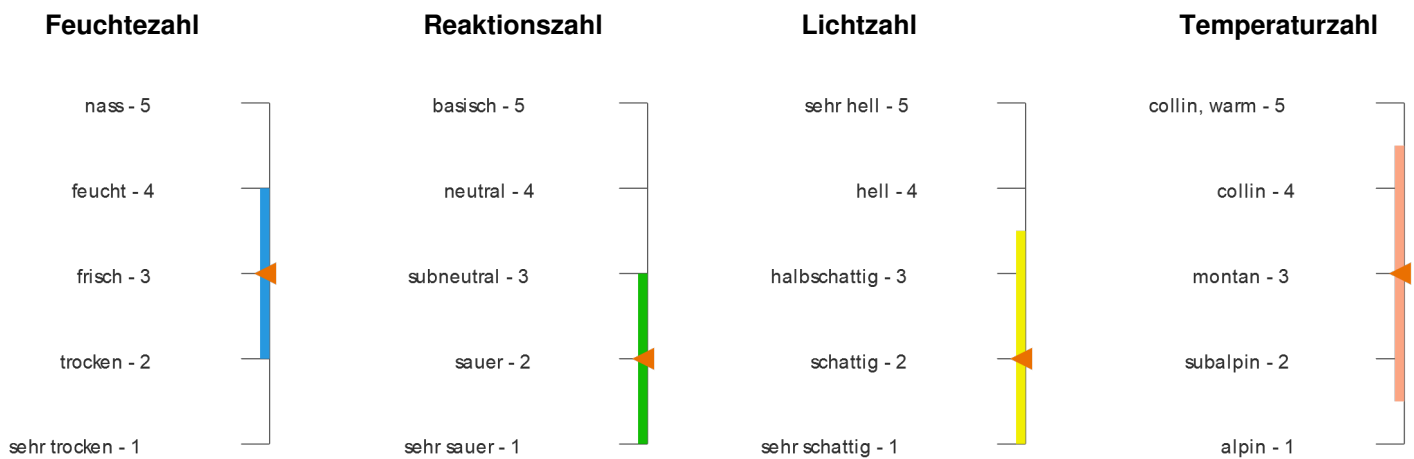 Feuchtezahl
nass - 5
feucht - 4
frisch - 3
trocken - 2
sehr trocken - 1
Reaktionszahl
basisch - 5
neutral - 4
subneutral - 3
sauer - 2
sehr sauer - 1
Lichtzahl
sehr hell - 5
hell - 4
halbschattig - 3
schattig - 2
sehr schattig - 1
Temperaturzahl
collin, warm - 5
collin - 4
montan - 3
subalpin - 2
alpin - 1